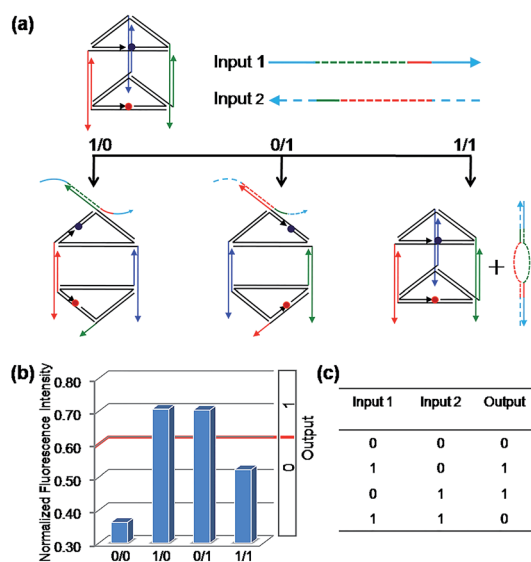 (a)
Input 1
Input 2
1/0 0/1 1/1
+
(b)
Normalized Fluorescence Intensity
0.80
0.70
0.60
0.50
0.40
0.30
0/0 1/0 0/1 1/1
1
0
Output
(c)
Input 1 Input 2 Output
0 0 0
1 0 1
0 1 1
1 1 0